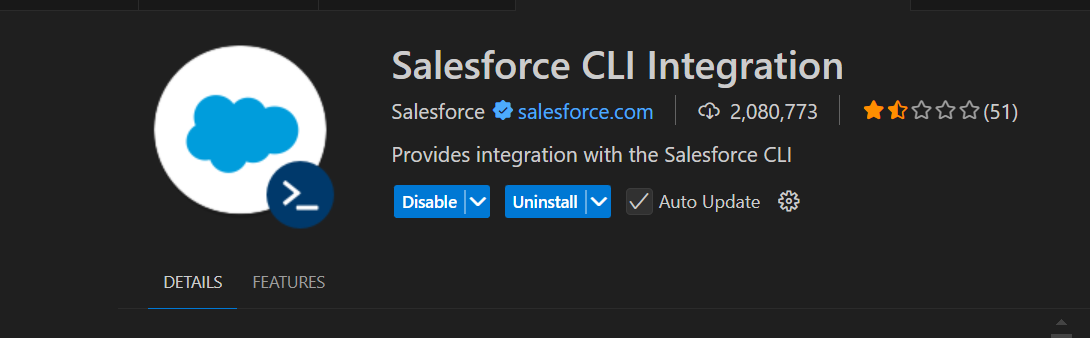 Salesforce CLI Integration
Salesforce salesforce.com 2,080,773 (51)
Provides integration with the Salesforce CLI
Disable Uninstall Auto Update
DETAILS FEATURES